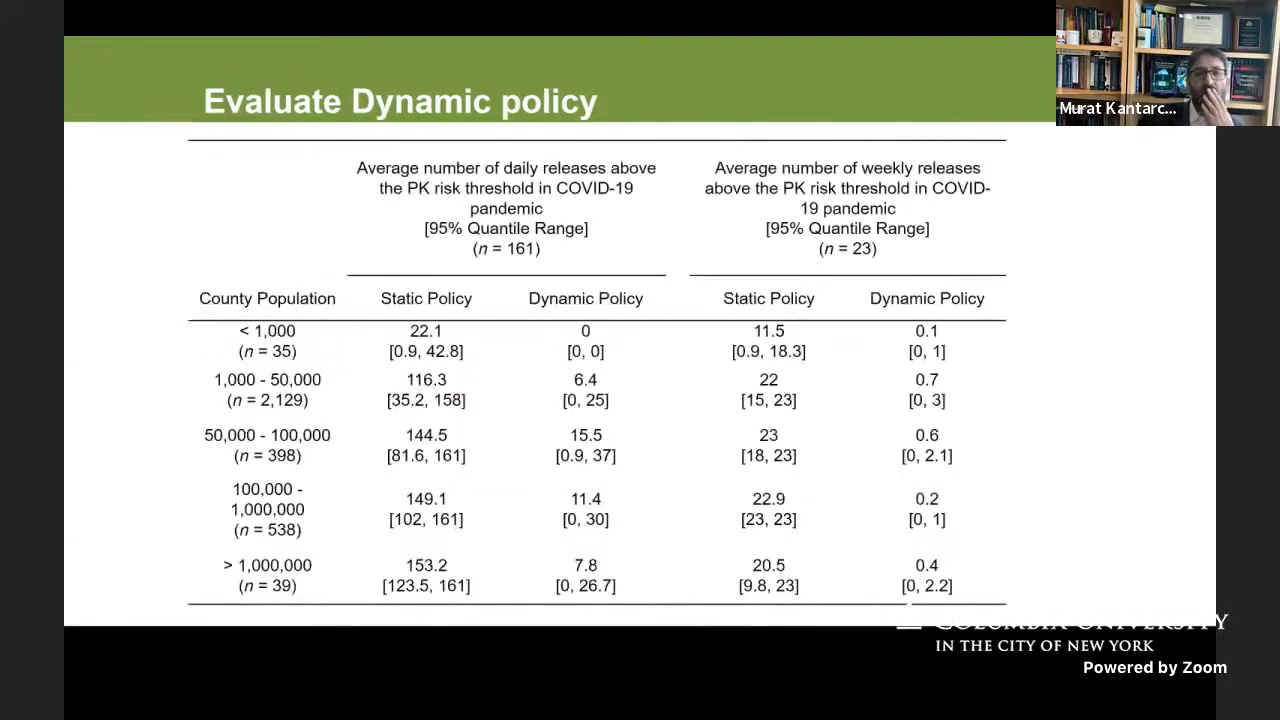 Evaluate Dynamic policy
Murat Kantarc...
Average number of daily releases above
the PK risk threshold in COVID-19
pandemic
[95% Quantile Range]
(n = 161)
Average number of weekly releases
above the PK risk threshold in COVID-
19 pandemic
[95% Quantile Range]
(n = 23)
County Population Static Policy Dynamic Policy Static Policy Dynamic Policy
< 1,000 22.1 0 11.5 0.1
(n = 35) [0.9, 42.8] [0, 0] [0.9, 18.3] [0, 1]
1,000 - 50,000 116.3 6.4 22 0.7
(n = 2,129) [35.2, 158] [0, 25] [15, 23] [0, 3]
50,000 - 100,000 144.5 15.5 23 0.6
(n = 398) [81.6, 161] [0.9, 37] [18, 23] [0, 2.1]
100,000 -
1,000,000 149.1 11.4 22.9 0.2
(n = 538) [102, 161] [0, 30] [23, 23] [0, 1]
> 1,000,000 153.2 7.8 20.5 0.4
(n = 39) [123.5, 161] [0, 26.7] [9.8, 23] [0, 2.2]
COLUMBIA UNIVERSITY
IN THE CITY OF NEW YORK
Powered by Zoom